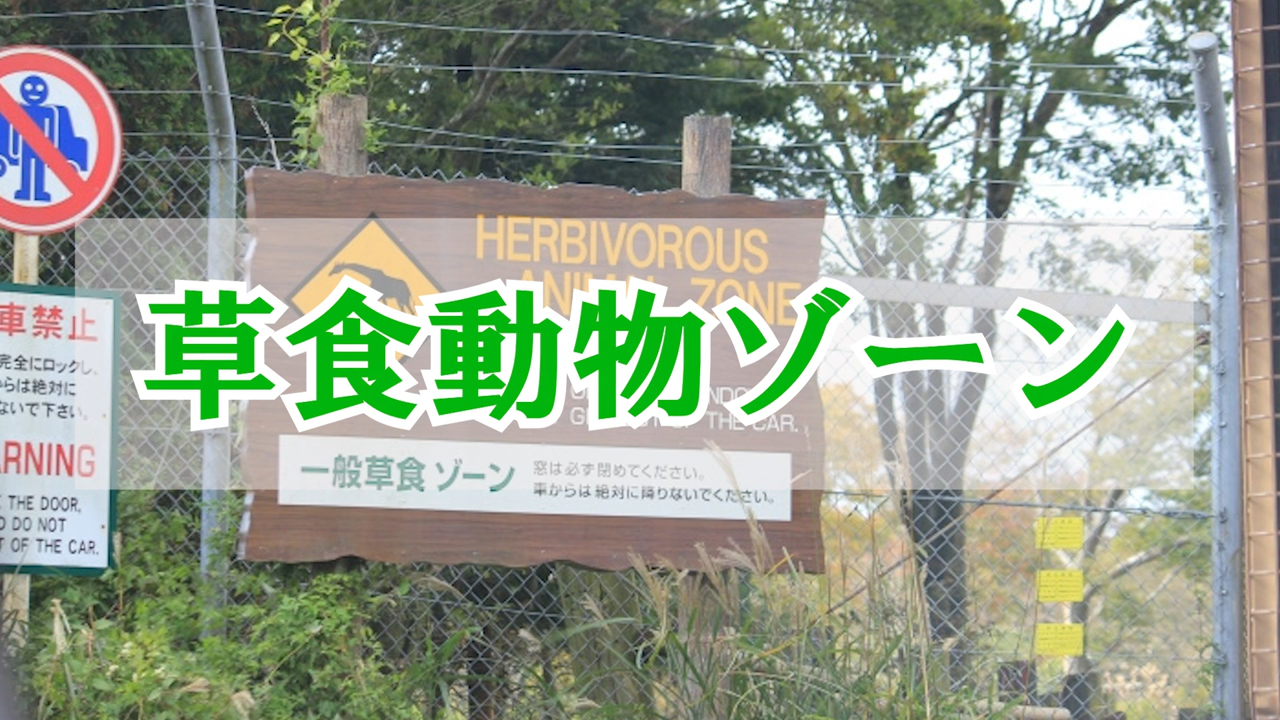 草食動物ゾーン
HERBIVOROUS
ANIMAL ZONE
THE CAR.
一般草食ゾーン
窓は必ず閉めてください。
車からは絶対に降りないでください。
車禁止
完全にロックし、
らは絶対に
ないで下さい。
ARNING
THE DOOR,
DO NOT
T OF THE CAR.